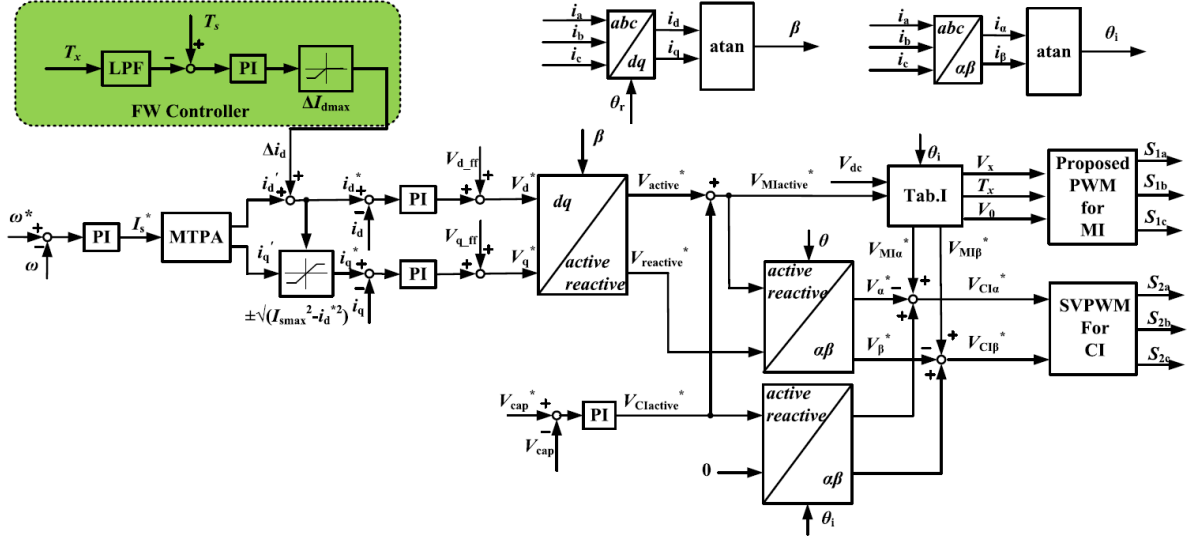 T_s
T_x
LPF
PI
ΔI_dmax
FW Controller
i_a
i_b
i_c
abc
dq
θ_r
i_d
i_q
atan
β
i_a
i_b
i_c
abc
αβ
i_α
i_β
atan
θ_i
ω*
ω
PI
I_s*
MTPA
Δi_d
i_d'
i_q'
±√(I_smax²-i_d*²)
i_d*
i_d
i_q*
i_q
PI
PI
V_d_ff
V_q_ff
V_d*
V_q*
β
dq
active
reactive
V_active*
V_reactive*
V_MIactive*
V_dc
θ_i
Tab.I
V_x
T_x
V_0
Proposed
PWM
for
MI
S_1a
S_1b
S_1c
θ
active
reactive
αβ
V_MIα*
V_MIβ*
V_α*
V_β*
V_CIα*
V_CIβ*
SVPWM
For
CI
S_2a
S_2b
S_2c
V_cap*
V_cap
PI
V_CIactive*
0
active
reactive
αβ
θ_i